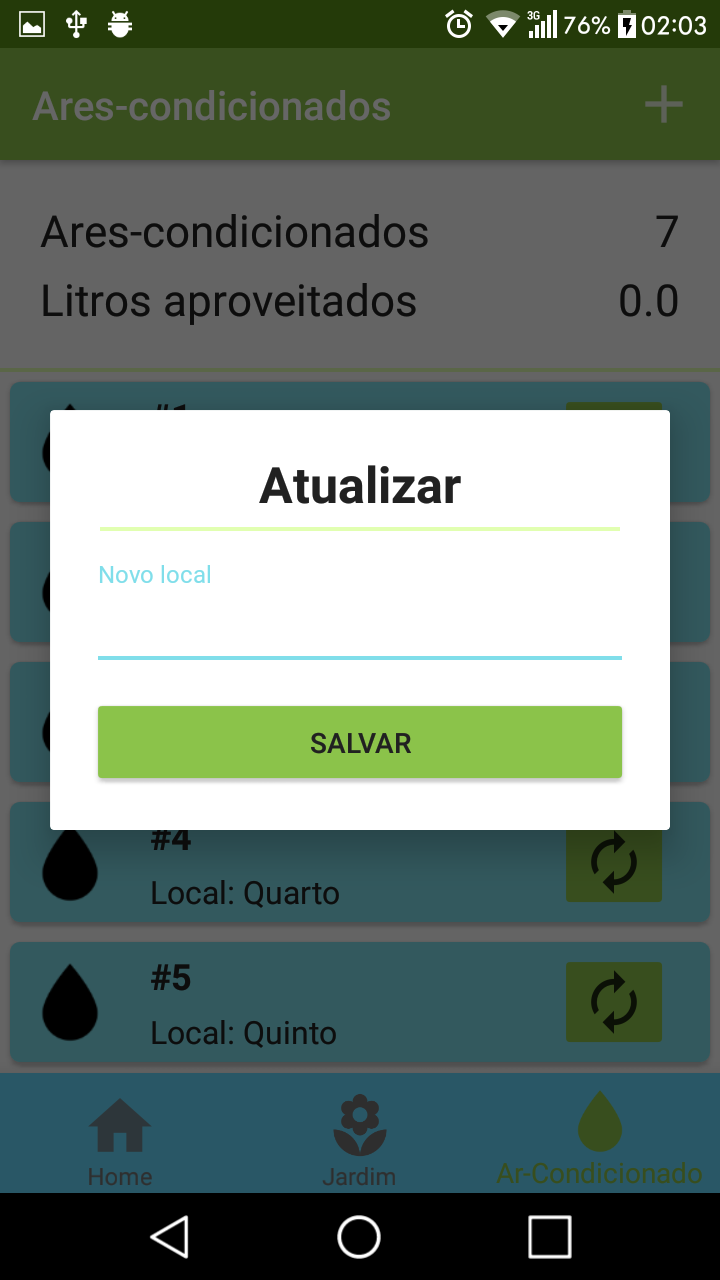 3G 76% 02:03
Ares-condicionados
Ares-condicionados 7
Litros aproveitados 0.0
Atualizar
Novo local
SALVAR
#4
Local: Quarto
#5
Local: Quinto
Home Jardim Ar-Condicionado